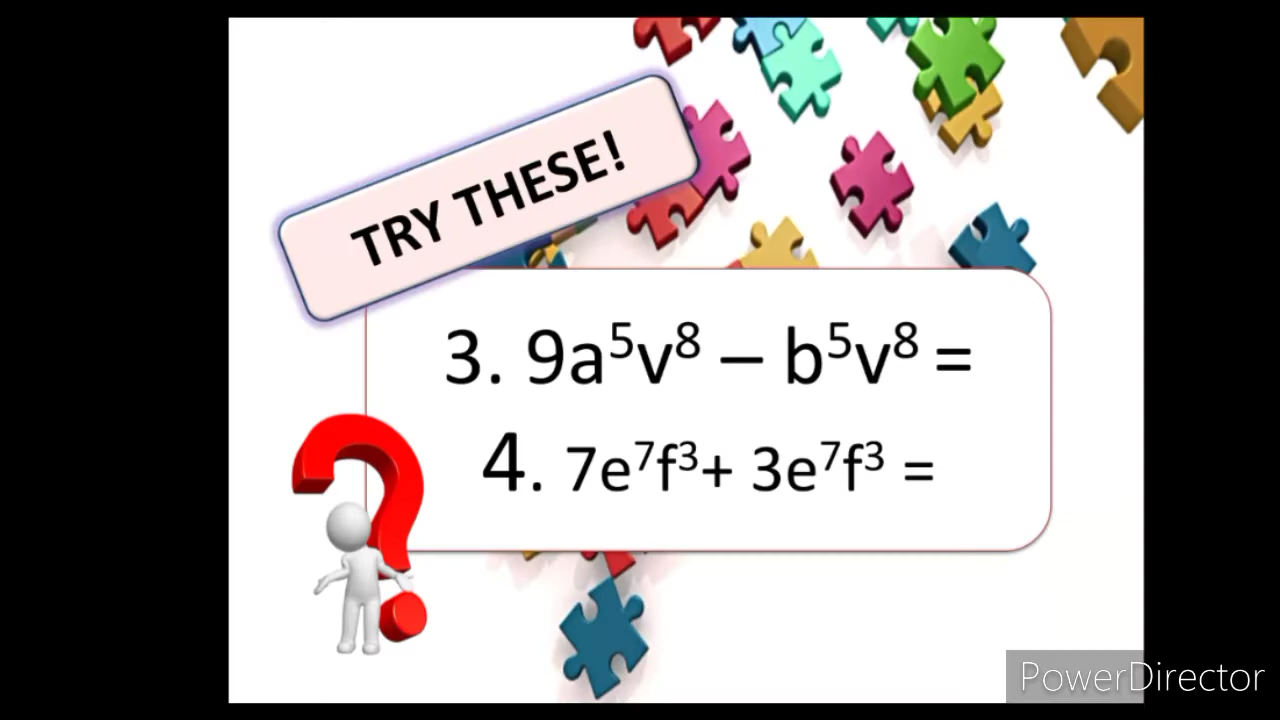 TRY THESE!
3. 9a⁵v⁸ – b⁵v⁸ =
4. 7e⁷f³+ 3e⁷f³ =
PowerDirector